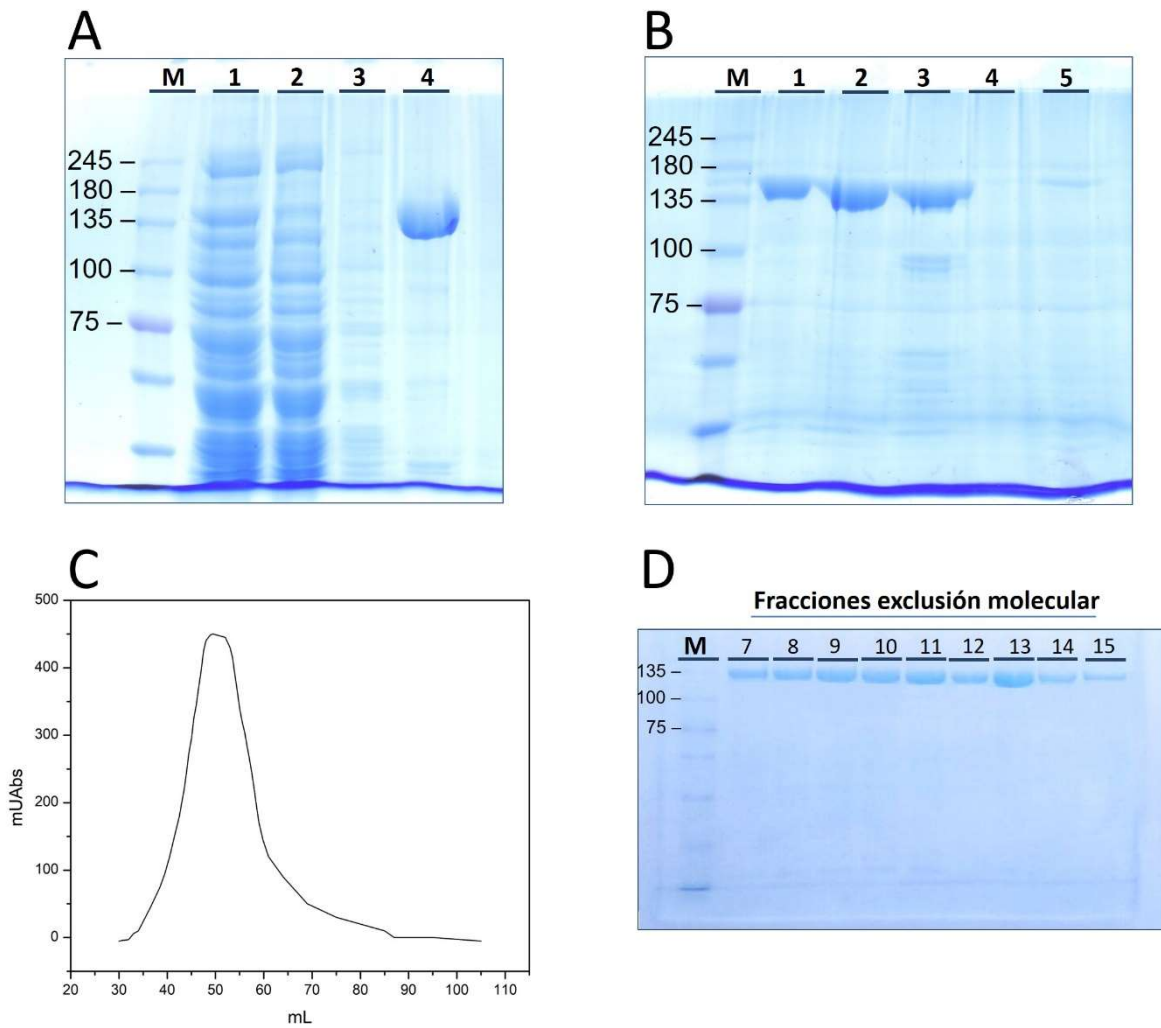 A
M 1 2 3 4
245 –
180 –
135 –
100 –
75 –
B
M 1 2 3 4 5
245 –
180 –
135 –
100 –
75 –
C
500
400
300
200
100
0
mUAbs
20 30 40 50 60 70 80 90 100 110
mL
D
Fracciones exclusión molecular
M 7 8 9 10 11 12 13 14 15
135 –
100 –
75 –